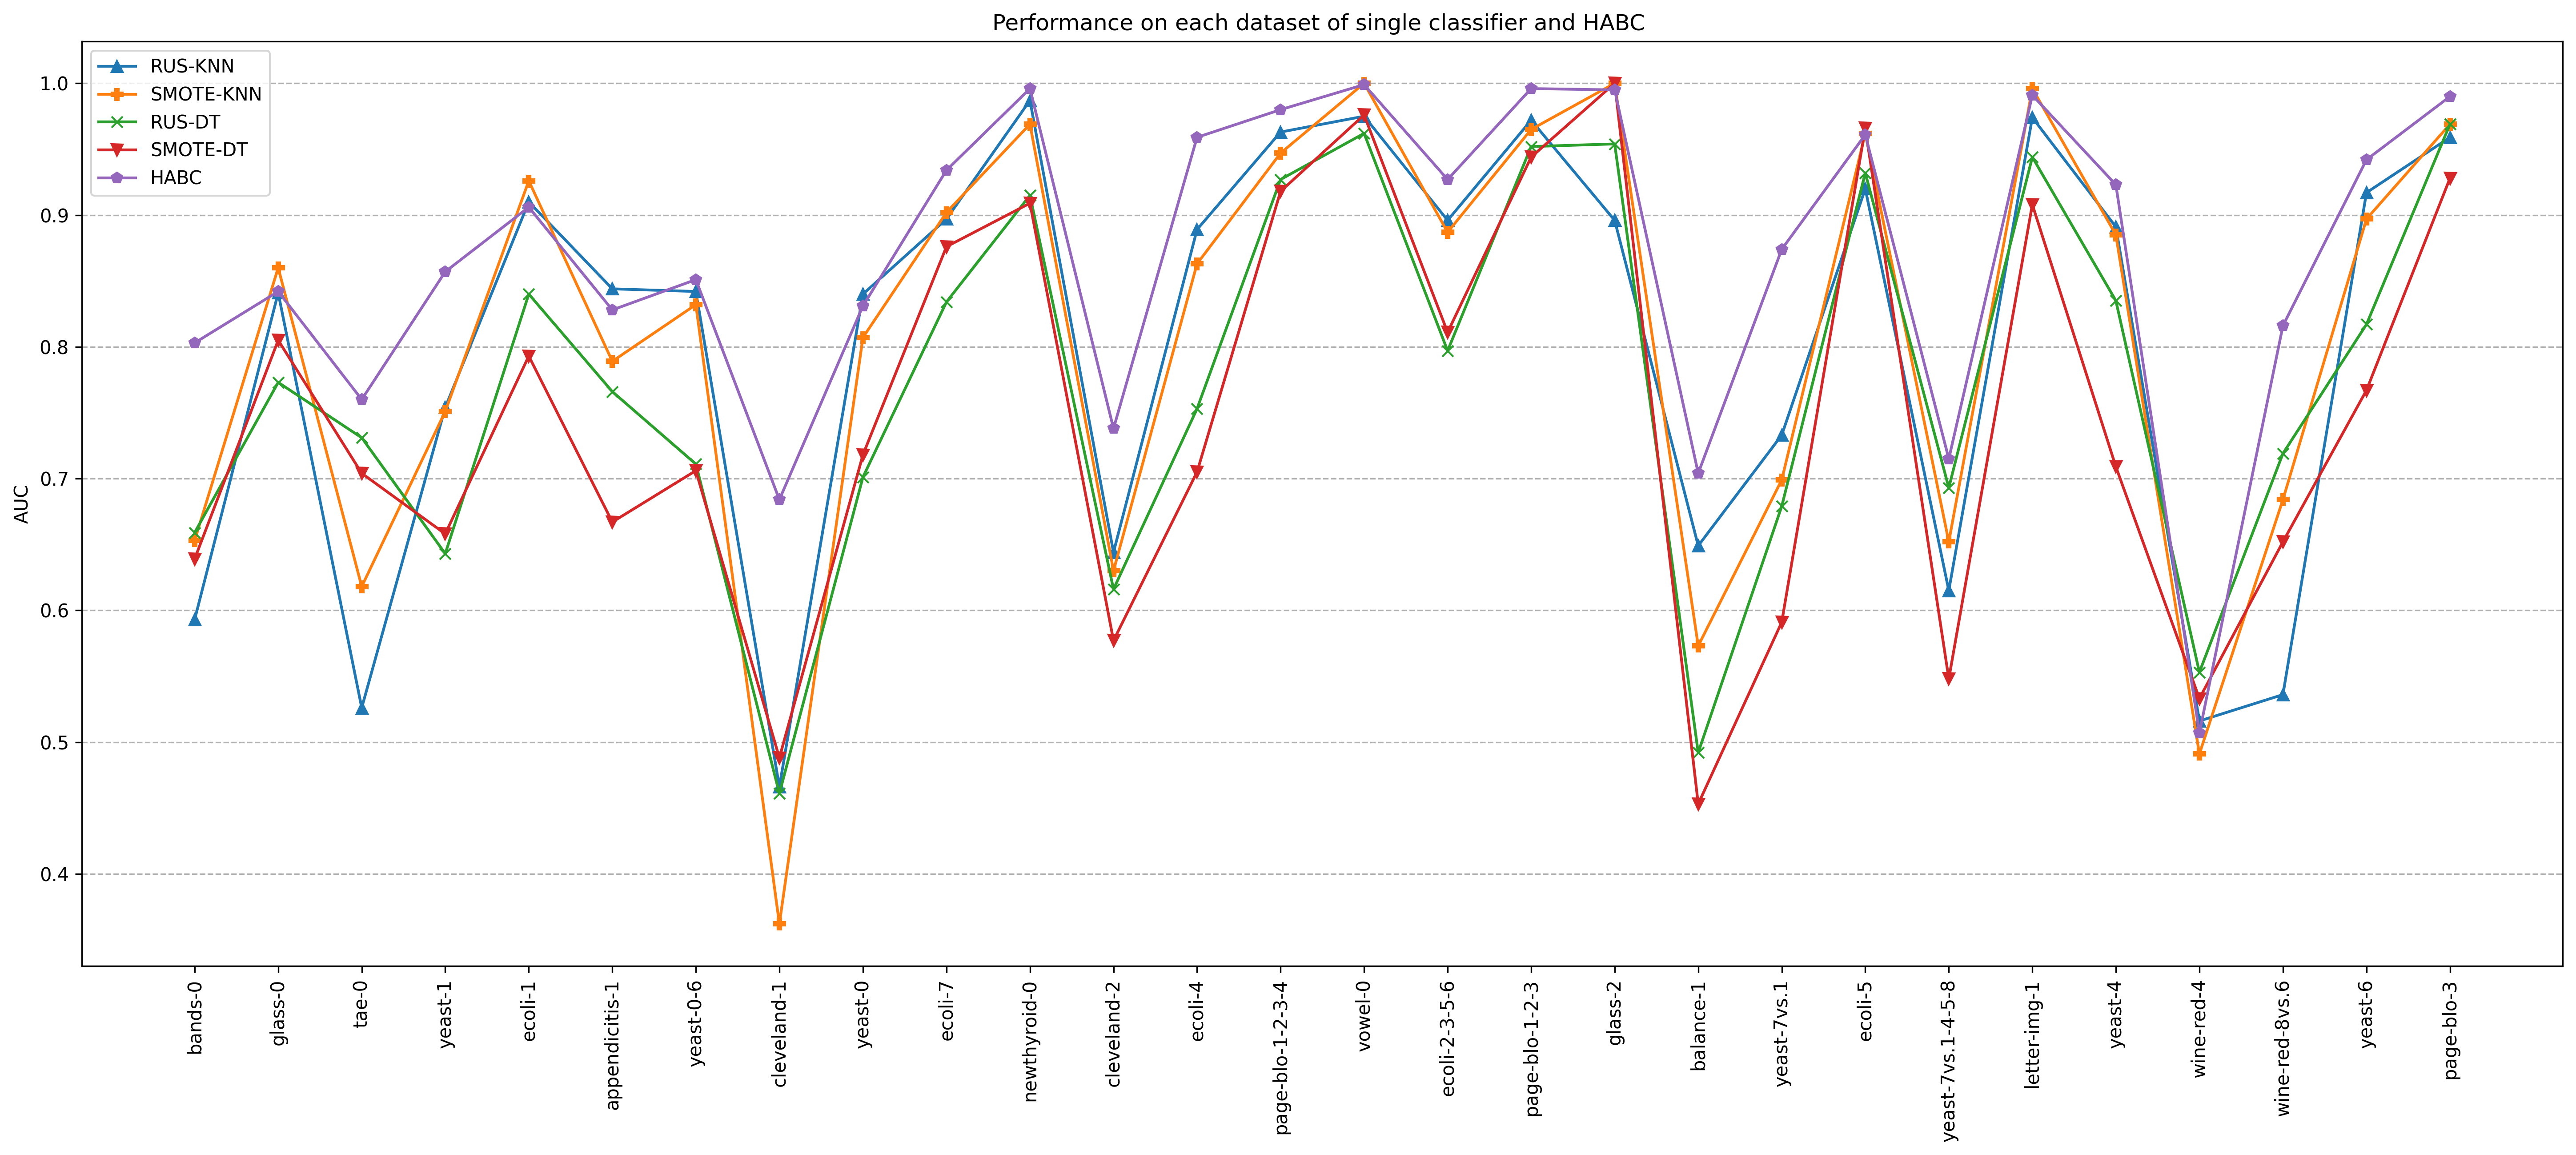 Performance on each dataset of single classifier and HABC
RUS-KNN
SMOTE-KNN
RUS-DT
SMOTE-DT
HABC
AUC
1.0
0.9
0.8
0.7
0.6
0.5
0.4
bands-0
glass-0
tae-0
yeast-1
ecoli-1
appendicitis-1
yeast-0-6
cleveland-1
yeast-0
ecoli-7
newthyroid-0
cleveland-2
ecoli-4
page-blo-1-2-3-4
vowel-0
ecoli-2-3-5-6
page-blo-1-2-3
glass-2
balance-1
yeast-7vs.1
ecoli-5
yeast-7vs.1-4-5-8
letter-img-1
yeast-4
wine-red-4
wine-red-8vs.6
yeast-6
page-blo-3